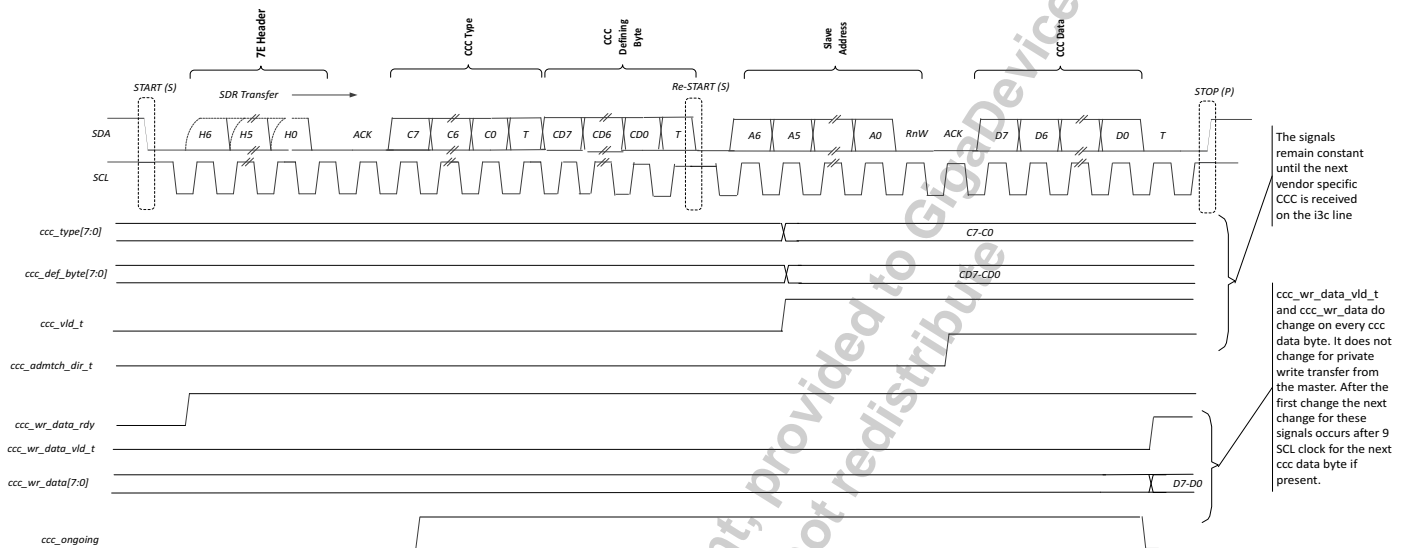 7E Header
CCC Type
CCC
Defining
Byte
Slave
Address
CCC Data
START (S)
SDR Transfer
Re-START (S)
STOP (P)
SDA
H6
H5
H0
ACK
C7
C6
C0
T
CD7
CD6
CD0
T
A6
A5
A0
RnW
ACK
D7
D6
D0
T
SCL
ccc_type[7:0]
C7-C0
ccc_def_byte[7:0]
CD7-CD0
ccc_vld_t
ccc_admtch_dir_t
ccc_wr_data_rdy
ccc_wr_data_vld_t
ccc_wr_data[7:0]
D7-D0
ccc_ongoing
The signals
remain constant
until the next
vendor specific
CCC is received
on the i3c line
ccc_wr_data_vld_t
and ccc_wr_data do
change on every ccc
data byte. It does not
change for private
write transfer from
the master. After the
first change the next
change for these
signals occurs after 9
SCL clock for the next
ccc data byte if
present.
provided to GigaDevice
not redistribute